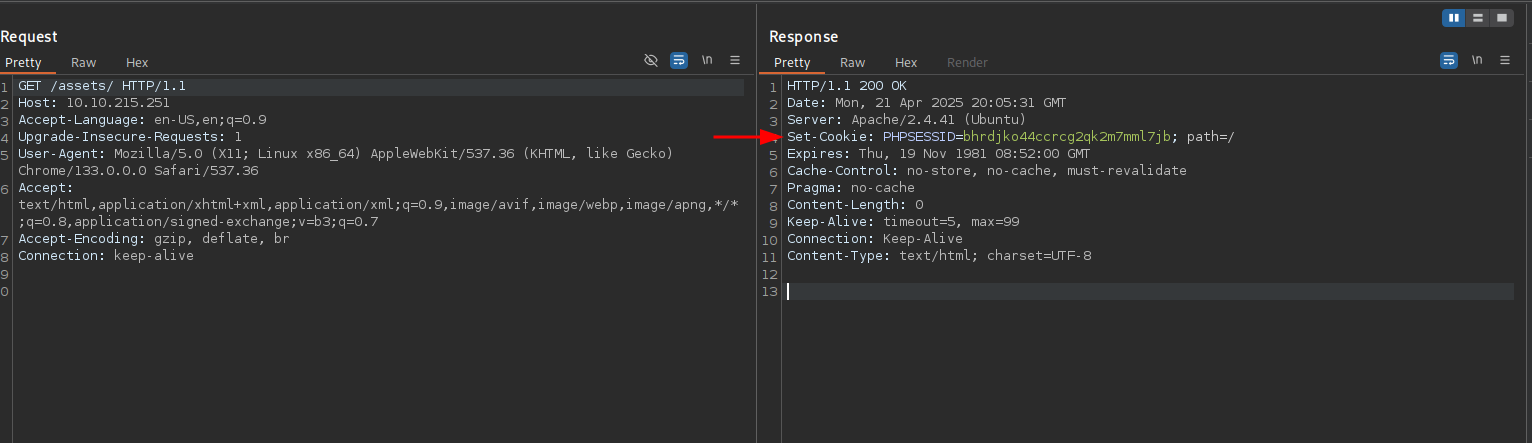 Request
Pretty Raw Hex \n
1 GET /assets/ HTTP/1.1
2 Host: 10.10.215.251
3 Accept-Language: en-US,en;q=0.9
4 Upgrade-Insecure-Requests: 1
5 User-Agent: Mozilla/5.0 (X11; Linux x86_64) AppleWebKit/537.36 (KHTML, like Gecko)
Chrome/133.0.0.0 Safari/537.36
6 Accept:
text/html,application/xhtml+xml,application/xml;q=0.9,image/avif,image/webp,image/apng,*/*
;q=0.8,application/signed-exchange;v=b3;q=0.7
7 Accept-Encoding: gzip, deflate, br
8 Connection: keep-alive
9
0
Response
Pretty Raw Hex Render \n
1 HTTP/1.1 200 OK
2 Date: Mon, 21 Apr 2025 20:05:31 GMT
3 Server: Apache/2.4.41 (Ubuntu)
4 Set-Cookie: PHPSESSID=bhrdjko44ccrcg2qk2m7mml7jb; path=/
5 Expires: Thu, 19 Nov 1981 08:52:00 GMT
6 Cache-Control: no-store, no-cache, must-revalidate
7 Pragma: no-cache
8 Content-Length: 0
9 Keep-Alive: timeout=5, max=99
10 Connection: Keep-Alive
11 Content-Type: text/html; charset=UTF-8
12
13